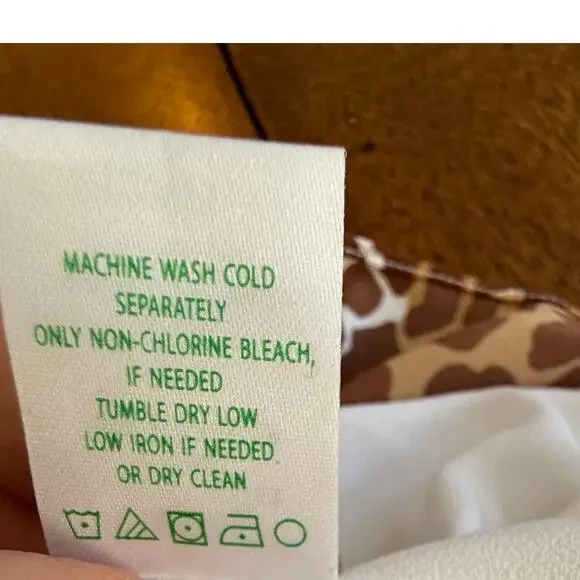 MACHINE WASH COLD
SEPARATELY
ONLY NON-CHLORINE BLEACH,
IF NEEDED
TUMBLE DRY LOW
LOW IRON IF NEEDED
OR DRY CLEAN